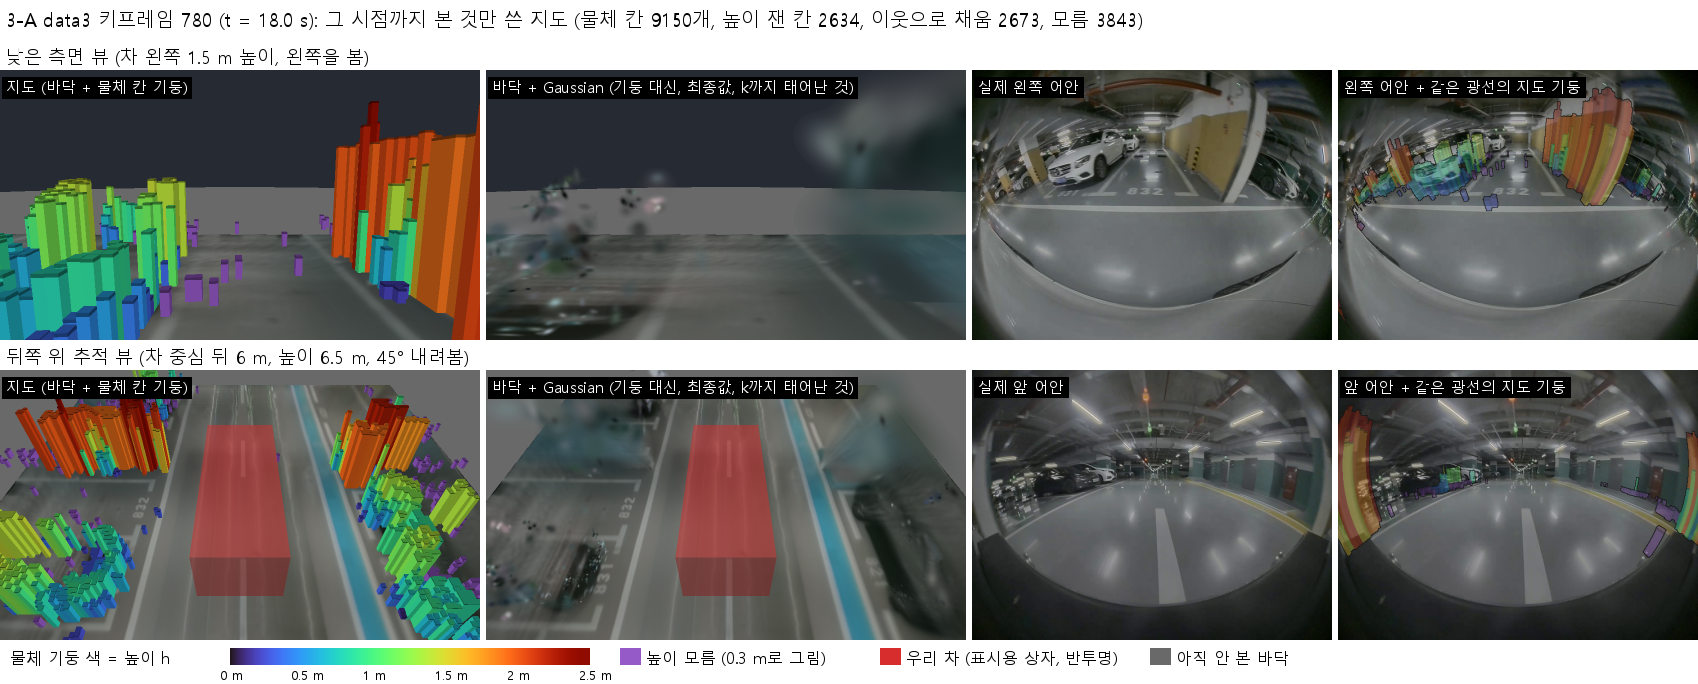 3-A data3 키프레임 780 (t = 18.0 s): 그 시점까지 본 것만 쓴 지도 (물체 칸 9150개, 높이 잰 칸 2634, 이웃으로 채움 2673, 모름 3843)
낮은 측면 뷰 (차 왼쪽 1.5 m 높이, 왼쪽을 봄)
지도 (바닥 + 물체 칸 기둥)
바닥 + Gaussian (기둥 대신, 최종값, k까지 태어난 것)
실제 왼쪽 어안
왼쪽 어안 + 같은 광선의 지도 기둥
832
832
뒤쪽 위 추적 뷰 (차 중심 뒤 6 m, 높이 6.5 m, 45° 내려봄)
지도 (바닥 + 물체 칸 기둥)
바닥 + Gaussian (기둥 대신, 최종값, k까지 태어난 것)
실제 앞 어안
앞 어안 + 같은 광선의 지도 기둥
832
832
831
물체 기둥 색 = 높이 h
높이 모름 (0.3 m로 그림)
우리 차 (표시용 상자, 반투명)
아직 안 본 바닥
0 m
0.5 m
1 m
1.5 m
2 m
2.5 m